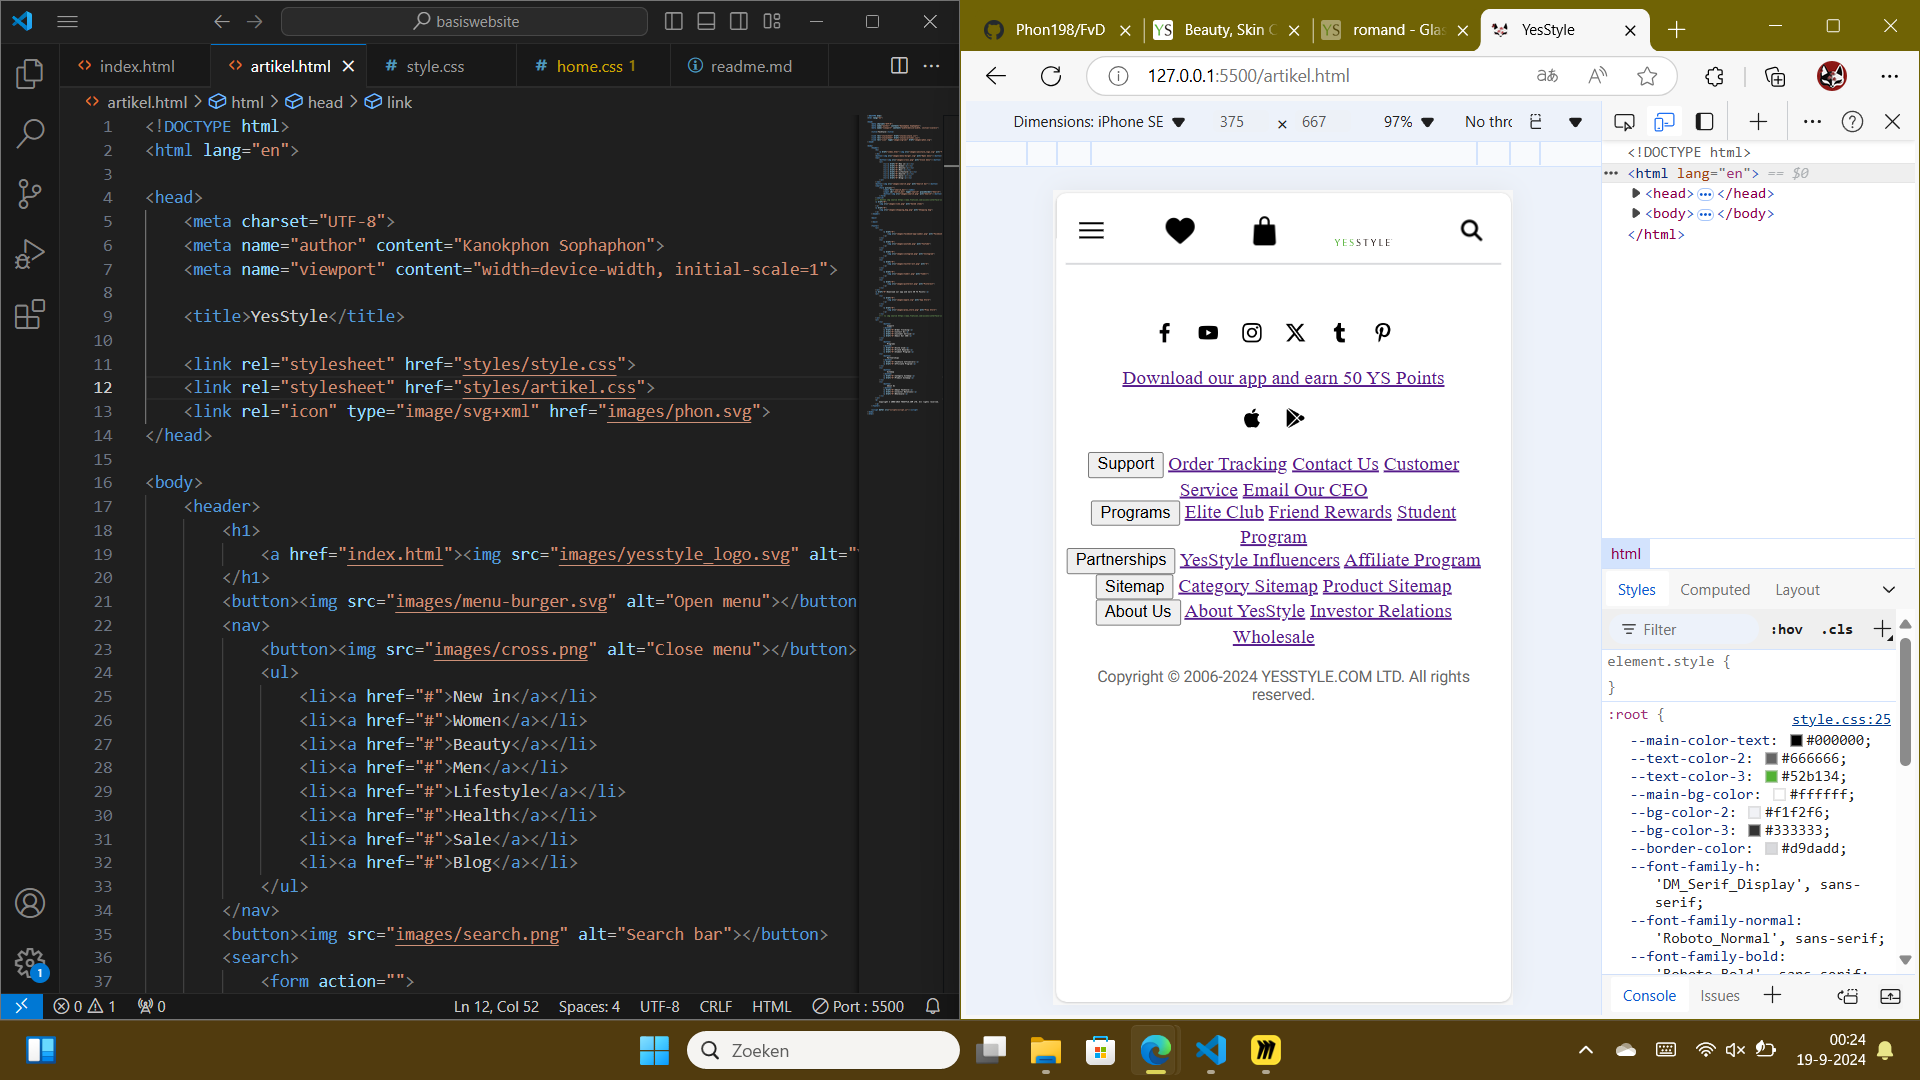 basiswebsite
index.html
artikel.html
style.css
home.css 1
readme.md
artikel.html > html > head > link
1 <!DOCTYPE html>
2 <html lang="en">
3
4 <head>
5 <meta charset="UTF-8">
6 <meta name="author" content="Kanokphon Sophaphon">
7 <meta name="viewport" content="width=device-width, initial-scale=1">
8
9 <title>YesStyle</title>
10
11 <link rel="stylesheet" href="styles/style.css">
12 <link rel="stylesheet" href="styles/artikel.css">
13 <link rel="icon" type="image/svg+xml" href="images/phon.svg">
14 </head>
15
16 <body>
17 <header>
18 <h1>
19 <a href="index.html"><img src="images/yesstyle_logo.svg" alt="
20 </h1>
21 <button><img src="images/menu-burger.svg" alt="Open menu"></button
22 <nav>
23 <button><img src="images/cross.png" alt="Close menu"></button>
24 <ul>
25 <li><a href="#">New in</a></li>
26 <li><a href="#">Women</a></li>
27 <li><a href="#">Beauty</a></li>
28 <li><a href="#">Men</a></li>
29 <li><a href="#">Lifestyle</a></li>
30 <li><a href="#">Health</a></li>
31 <li><a href="#">Sale</a></li>
32 <li><a href="#">Blog</a></li>
33 </ul>
34 </nav>
35 <button><img src="images/search.png" alt="Search bar"></button>
36 <search>
37 <form action="">
0 1 0
Ln 12, Col 52
Spaces: 4
UTF-8
CRLF
HTML
Port : 5500
Phon198/FvD
YS Beauty, Skin C
YS romand - Glas
YesStyle
127.0.0.1:5500/artikel.html
Dimensions: iPhone SE
375 × 667
97%
No thr
YESSTYLE
Download our app and earn 50 YS Points
Support Order Tracking Contact Us Customer
Service Email Our CEO
Programs Elite Club Friend Rewards Student
Program
Partnerships YesStyle Influencers Affiliate Program
Sitemap Category Sitemap Product Sitemap
About Us About YesStyle Investor Relations
Wholesale
Copyright © 2006-2024 YESSTYLE.COM LTD. All rights
reserved.
<!DOCTYPE html>
<html lang="en"> == $0
<head> </head>
<body> </body>
</html>
html
Styles
Computed
Layout
Filter
:hov .cls
element.style {
}
:root {
style.css:25
--main-color-text: #000000;
--text-color-2: #666666;
--text-color-3: #52b134;
--main-bg-color: #ffffff;
--bg-color-2: #f1f2f6;
--bg-color-3: #333333;
--border-color: #d9dadd;
--font-family-h:
'DM_Serif_Display', sans-
serif;
--font-family-normal:
'Roboto_Normal', sans-serif;
--font-family-bold:
'Roboto_Bold', sans-serif;
Console
Issues
1
Zoeken
00:24
19-9-2024